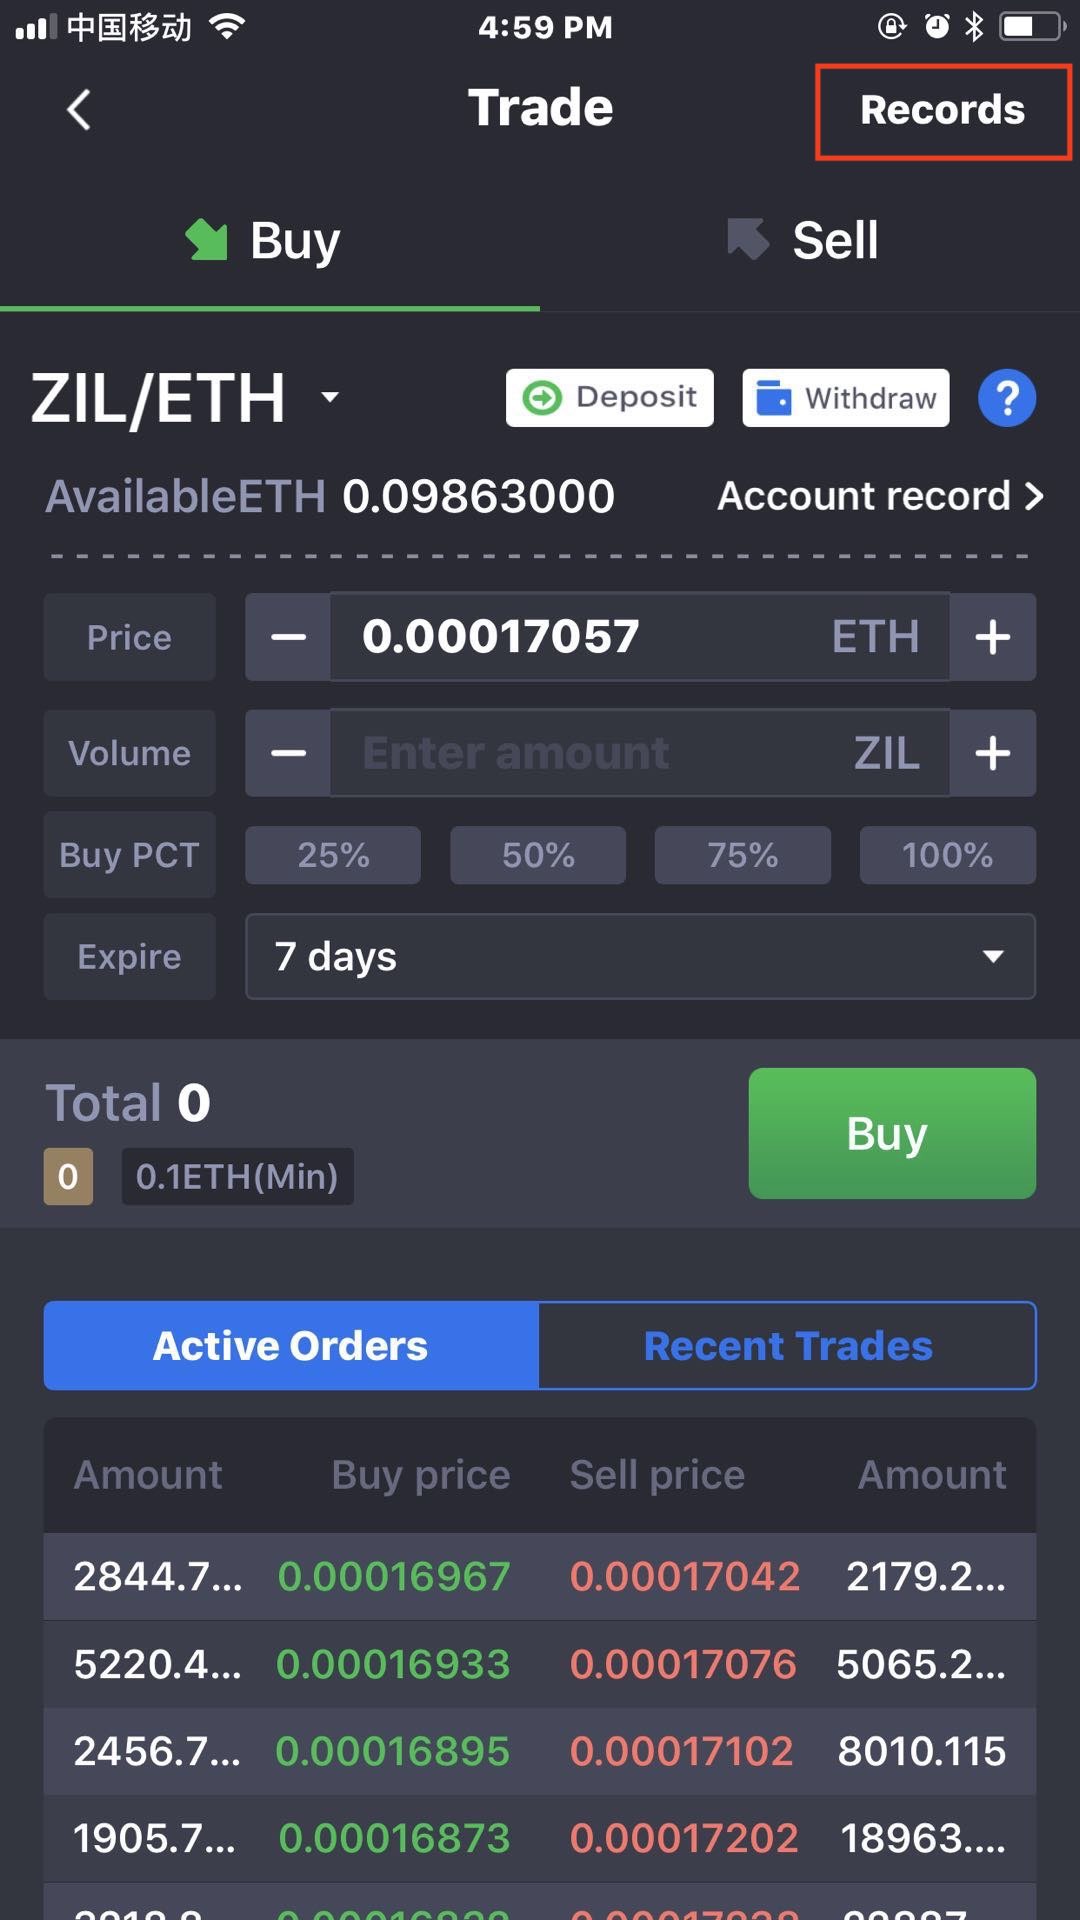 中国移动 4:59 PM
Trade Records
Buy Sell
ZIL/ETH Deposit Withdraw ?
AvailableETH 0.09863000 Account record >
Price − 0.00017057 ETH +
Volume − Enter amount ZIL +
Buy PCT 25% 50% 75% 100%
Expire 7 days
Total 0
Buy
0 0.1ETH(Min)
Active Orders Recent Trades
Amount Buy price Sell price Amount
2844.7... 0.00016967 0.00017042 2179.2...
5220.4... 0.00016933 0.00017076 5065.2...
2456.7... 0.00016895 0.00017102 8010.115
1905.7... 0.00016873 0.00017202 18963....